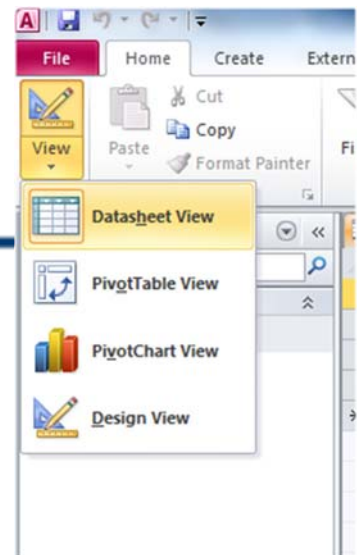 A
File Home Create Extern
Cut
Copy
Format Painter
View Paste Fi
Datasheet View
PivotTable View
PivotChart View
Design View